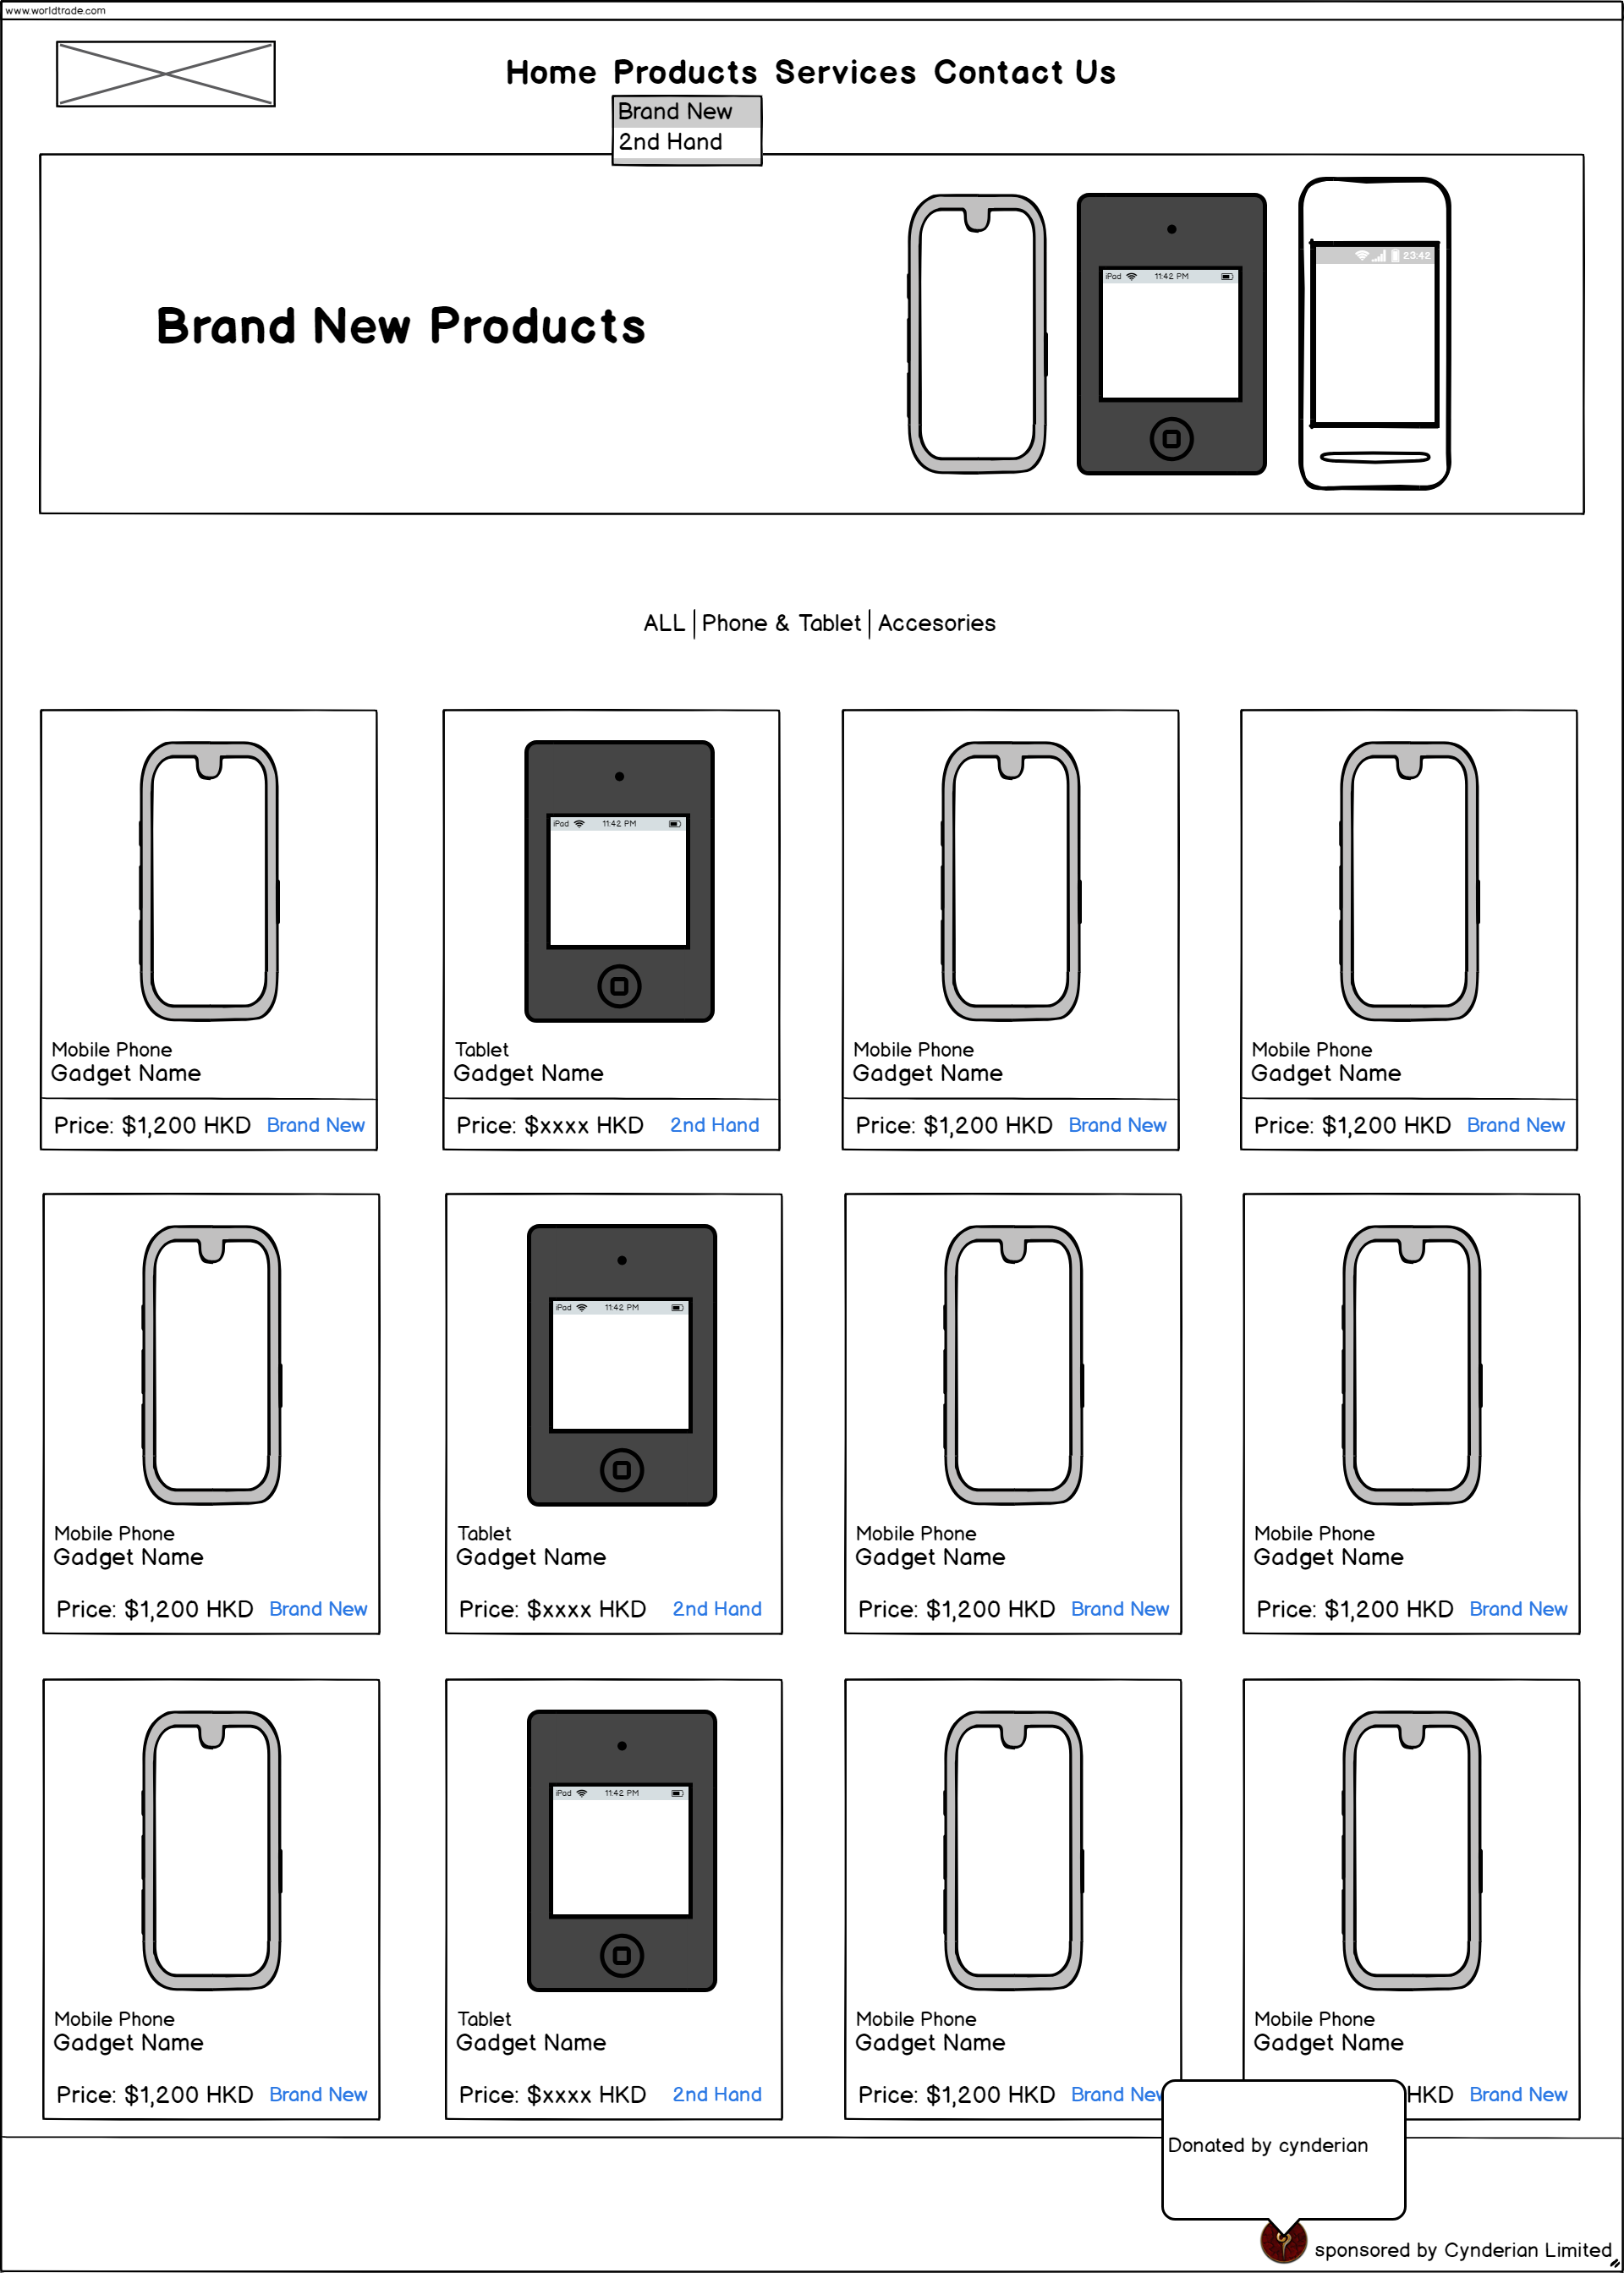 www.worldtrade.com
Home Products Services Contact Us
Brand New
2nd Hand
Brand New Products
iPad 11:42 PM
23:42
ALL Phone & Tablet Accesories
iPad 11:42 PM
Mobile Phone
Gadget Name
Price: $1,200 HKD Brand New
Tablet
Gadget Name
Price: $xxxx HKD 2nd Hand
Mobile Phone
Gadget Name
Price: $1,200 HKD Brand New
Mobile Phone
Gadget Name
Price: $1,200 HKD Brand New
iPad 11:42 PM
Mobile Phone
Gadget Name
Price: $1,200 HKD Brand New
Tablet
Gadget Name
Price: $xxxx HKD 2nd Hand
Mobile Phone
Gadget Name
Price: $1,200 HKD Brand New
Mobile Phone
Gadget Name
Price: $1,200 HKD Brand New
iPad 11:42 PM
Mobile Phone
Gadget Name
Price: $1,200 HKD Brand New
Tablet
Gadget Name
Price: $xxxx HKD 2nd Hand
Mobile Phone
Gadget Name
Price: $1,200 HKD Brand New
Mobile Phone
Gadget Name
HKD Brand New
Donated by cynderian
sponsored by Cynderian Limited